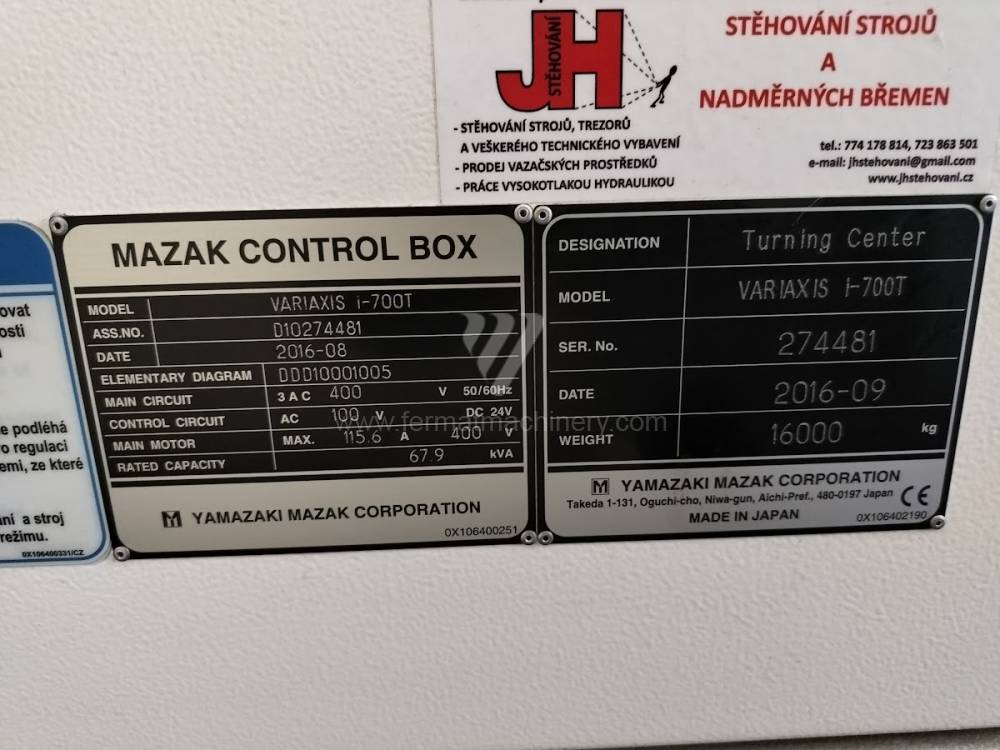 STĚHOVÁNÍ
JH
STĚHOVÁNÍ STROJŮ
A
NADMĚRNÝCH BŘEMEN
- STĚHOVÁNÍ STROJŮ, TREZORŮ
A VEŠKERÉHO TECHNICKÉHO VYBAVENÍ
- PRODEJ VAZAČSKÝCH PROSTŘEDKŮ
- PRÁCE VYSOKOTLAKOU HYDRAULIKOU
tel.: 774 178 814, 723 863 501
e-mail: jhstehovani@gmail.com
www.jhstehovani.cz
ovat
osti
e podléhá
o regulaci
emi, ze které
ní a stroj
režimu.
0X106400331/CZ
MAZAK CONTROL BOX
MODEL VARIAXIS i-700T
ASS.NO. D10274481
DATE 2016-08
ELEMENTARY DIAGRAM DDD10001005
MAIN CIRCUIT 3 A C 400 V 50/60Hz
CONTROL CIRCUIT AC 100 V DC 24V
MAIN MOTOR MAX. 115.6 A 400 V
RATED CAPACITY 67.9 kVA
YAMAZAKI MAZAK CORPORATION
0X106400251
DESIGNATION Turning Center
MODEL VARIAXIS i-700T
SER. No. 274481
DATE 2016-09
WEIGHT 16000 kg
YAMAZAKI MAZAK CORPORATION
Takeda 1-131, Oguchi-cho, Niwa-gun, Aichi-Pref., 480-0197 Japan
CE
MADE IN JAPAN
0X106402190
www.fermatmachinery.com